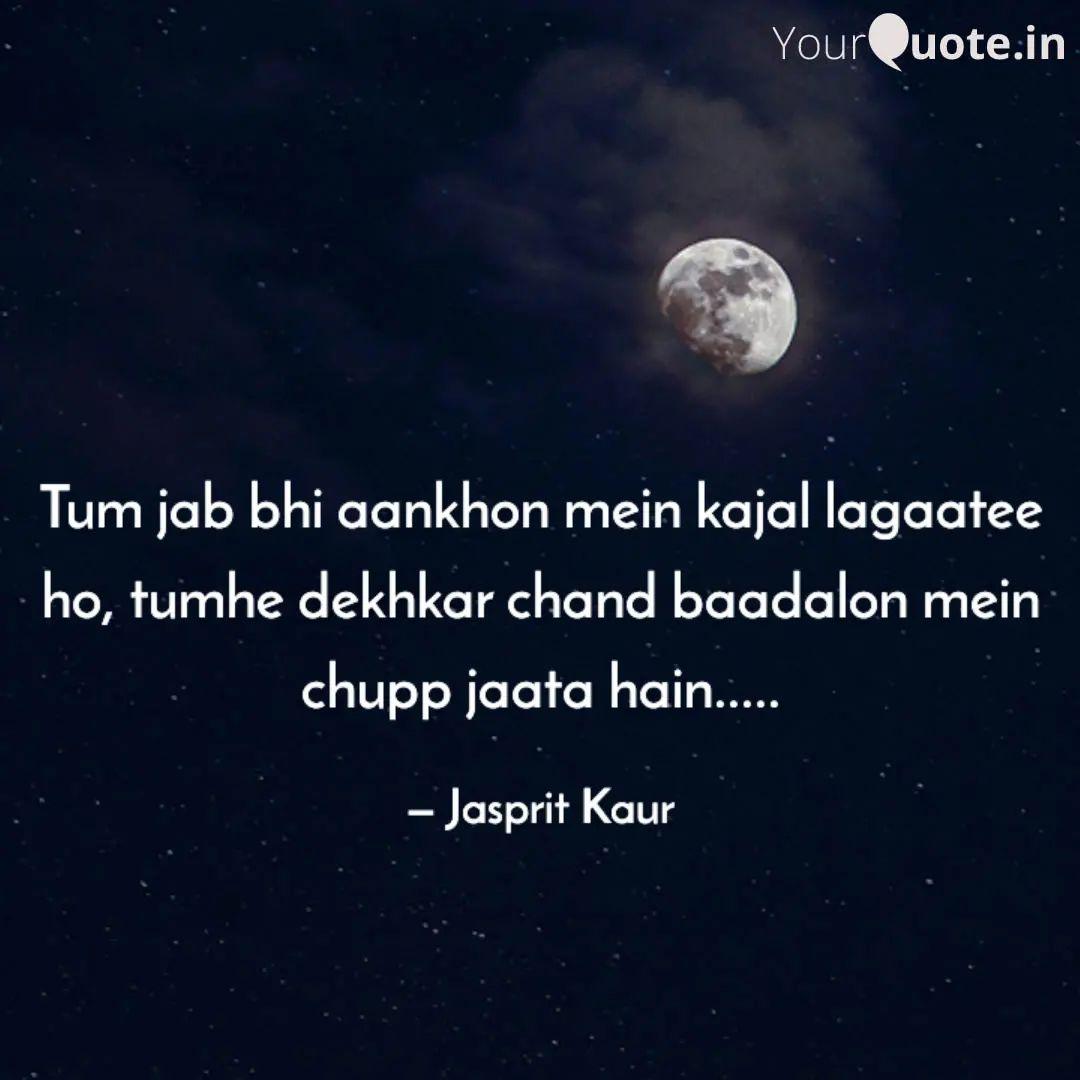 YourQuote.in
Tum jab bhi aankhon mein kajal lagaatee
ho, tumhe dekhkar chand baadalon mein
chupp jaata hain.....
– Jasprit Kaur